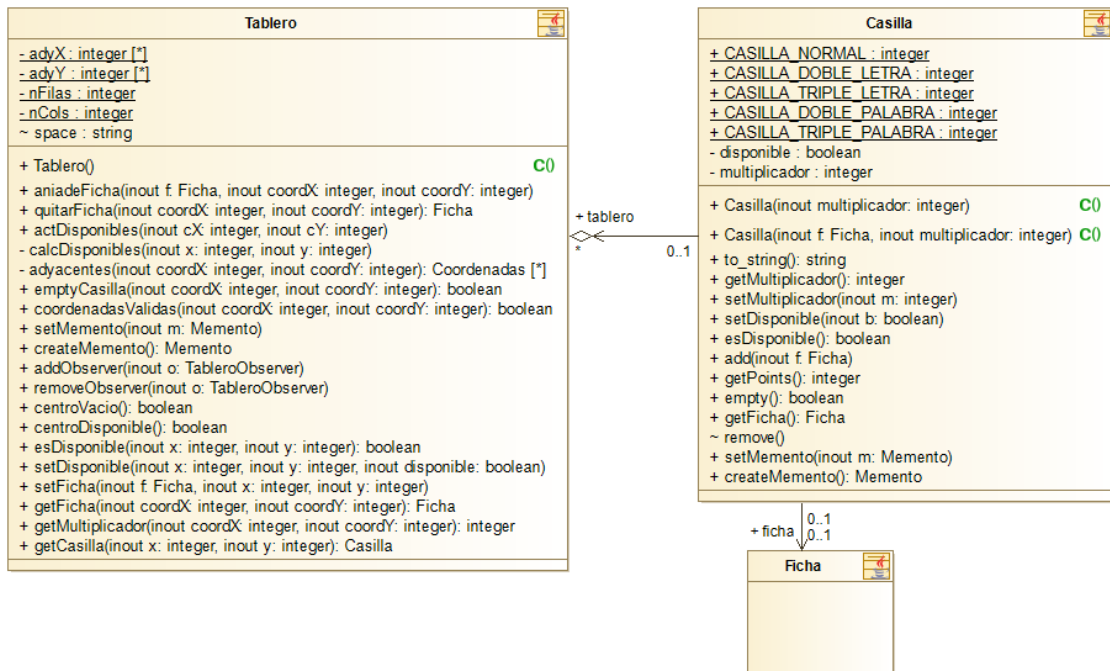 Tablero
- adyX : integer [*]
- adyY : integer [*]
- nFilas : integer
- nCols : integer
~ space : string
+ Tablero() C()
+ aniadeFicha(inout f: Ficha, inout coordX: integer, inout coordY: integer)
+ quitarFicha(inout coordX: integer, inout coordY: integer): Ficha
+ actDisponibles(inout cX: integer, inout cY: integer)
- calcDisponibles(inout x: integer, inout y: integer)
- adyacentes(inout coordX: integer, inout coordY: integer): Coordenadas [*]
+ emptyCasilla(inout coordX: integer, inout coordY: integer): boolean
+ coordenadasValidas(inout coordX: integer, inout coordY: integer): boolean
+ setMemento(inout m: Memento)
+ createMemento(): Memento
+ addObserver(inout o: TableroObserver)
+ removeObserver(inout o: TableroObserver)
+ centroVacio(): boolean
+ centroDisponible(): boolean
+ esDisponible(inout x: integer, inout y: integer): boolean
+ setDisponible(inout x: integer, inout y: integer, inout disponible: boolean)
+ setFicha(inout f: Ficha, inout x: integer, inout y: integer)
+ getFicha(inout coordX: integer, inout coordY: integer): Ficha
+ getMultiplicador(inout coordX: integer, inout coordY: integer): integer
+ getCasilla(inout x: integer, inout y: integer): Casilla
+ tablero
*
0..1
Casilla
+ CASILLA_NORMAL : integer
+ CASILLA_DOBLE_LETRA : integer
+ CASILLA_TRIPLE_LETRA : integer
+ CASILLA_DOBLE_PALABRA : integer
+ CASILLA_TRIPLE_PALABRA : integer
- disponible : boolean
- multiplicador : integer
+ Casilla(inout multiplicador: integer) C()
+ Casilla(inout f: Ficha, inout multiplicador: integer) C()
+ to_string(): string
+ getMultiplicador(): integer
+ setMultiplicador(inout m: integer)
+ setDisponible(inout b: boolean)
+ esDisponible(): boolean
+ add(inout f: Ficha)
+ getPoints(): integer
+ empty(): boolean
+ getFicha(): Ficha
~ remove()
+ setMemento(inout m: Memento)
+ createMemento(): Memento
0..1
+ ficha 0..1
Ficha